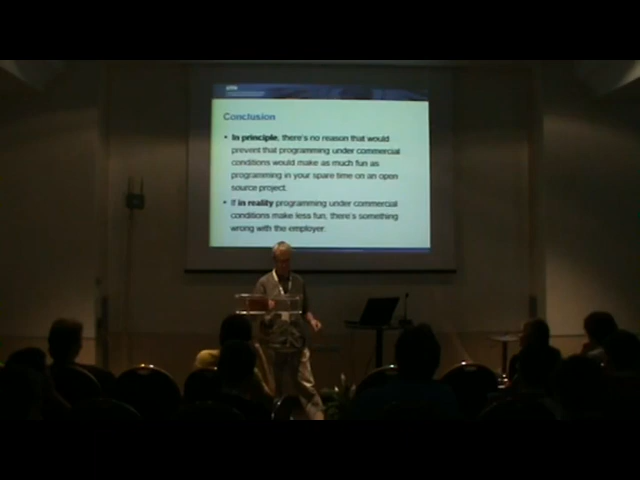 Conclusion
• In principle, there's no reason that would
prevent that programming under commercial
conditions would make as much fun as
programming in your spare time on an open
source project.
• If in reality programming under commercial
conditions make less fun, there's something
wrong with the employer.